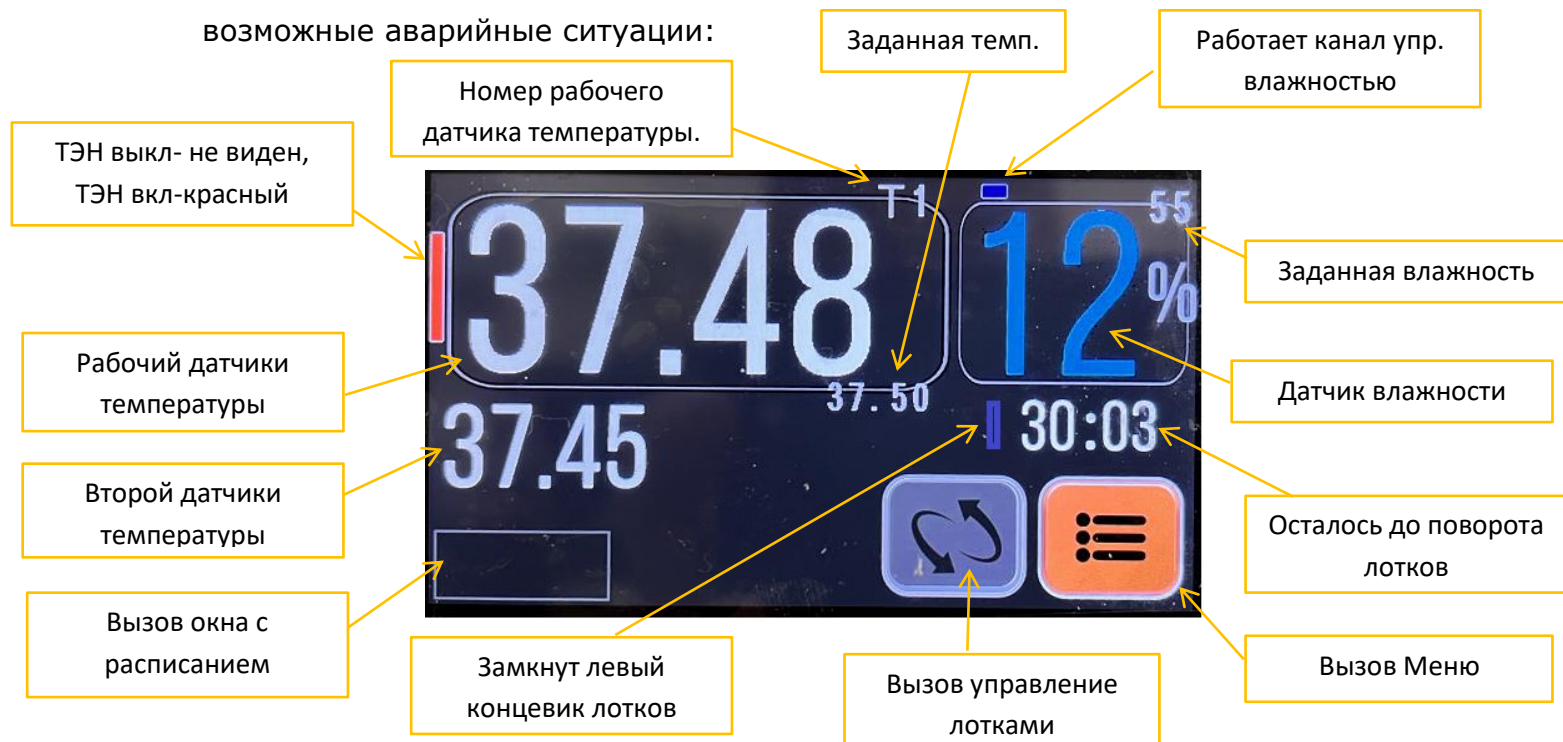 возможные аварийные ситуации:
Заданная темп.
Работает канал упр.
влажностью
Номер рабочего
датчика температуры.
ТЭН выкл- не виден,
ТЭН вкл-красный
T1
55
37.48
12
%
Заданная влажность
Рабочий датчики
температуры
37.50
Датчик влажности
37.45
30:03
Второй датчики
температуры
Осталось до поворота
лотков
Вызов окна с
расписанием
Замкнут левый
концевик лотков
Вызов управление
лотками
Вызов Меню